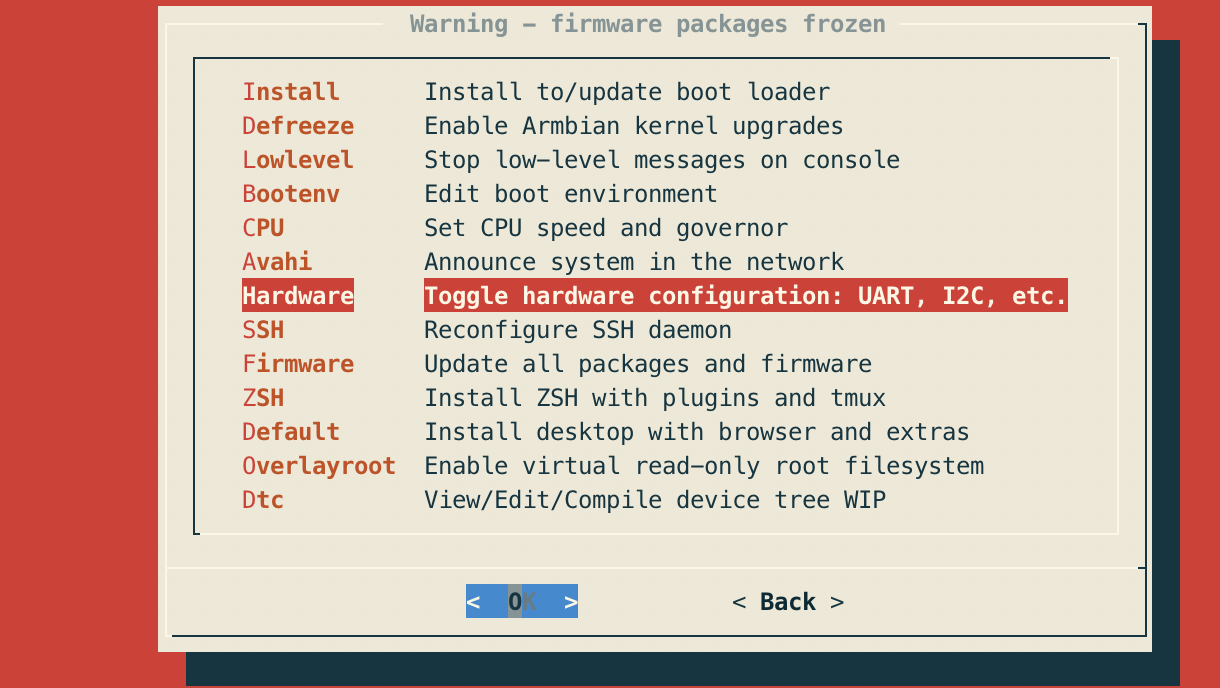 Warning – firmware packages frozen
Install Install to/update boot loader
Defreeze Enable Armbian kernel upgrades
Lowlevel Stop low–level messages on console
Bootenv Edit boot environment
CPU Set CPU speed and governor
Avahi Announce system in the network
Hardware Toggle hardware configuration: UART, I2C, etc.
SSH Reconfigure SSH daemon
Firmware Update all packages and firmware
ZSH Install ZSH with plugins and tmux
Default Install desktop with browser and extras
Overlayroot Enable virtual read–only root filesystem
Dtc View/Edit/Compile device tree WIP
< OK > < Back >